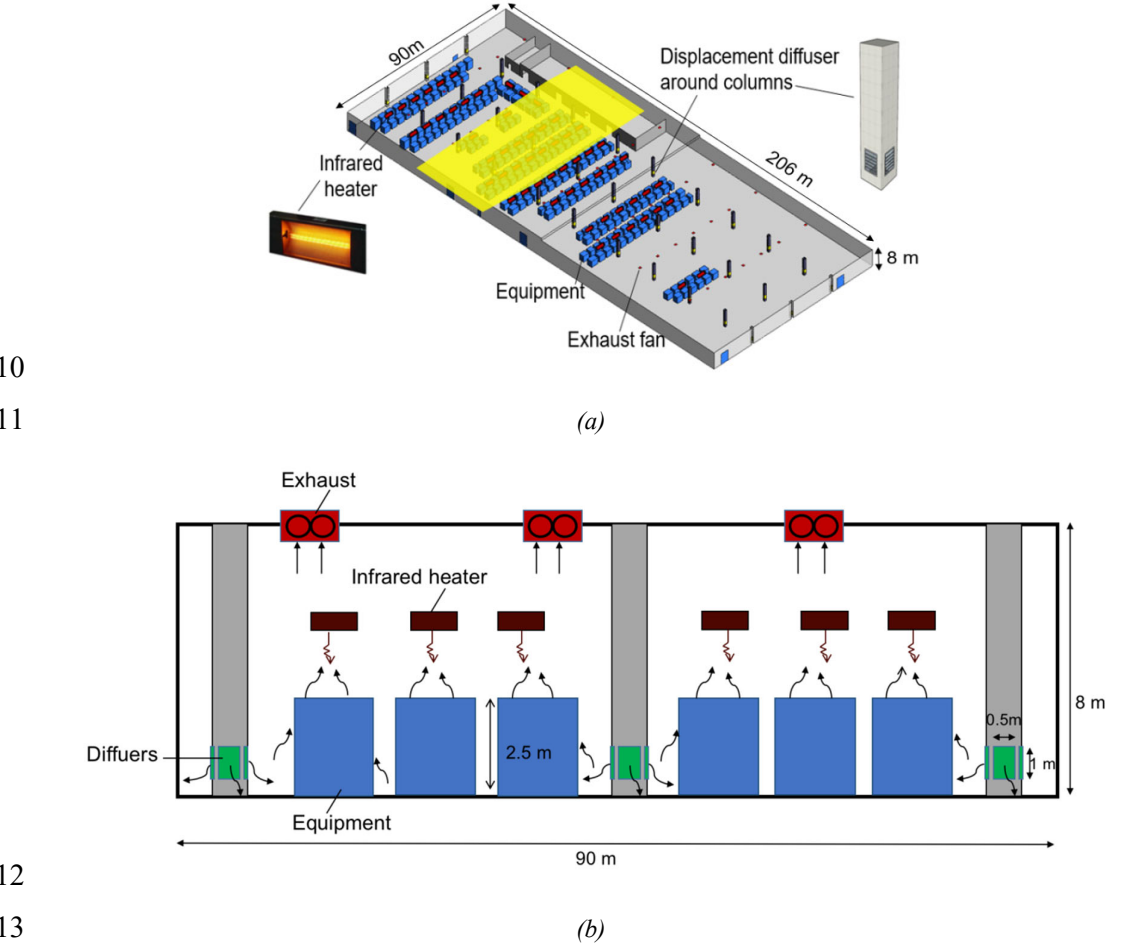 90m
Displacement diffuser
around columns
Infrared
heater
206 m
8 m
Equipment
Exhaust fan
10
11
(a)
Exhaust
Infrared heater
8 m
0.5m
Diffuers
2.5 m
1 m
Equipment
90 m
12
13
(b)